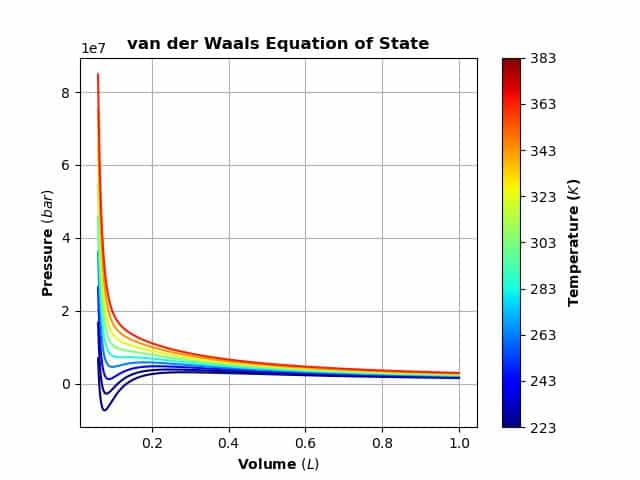 van der Waals Equation of State
1e7
8
6
4
2
0
Pressure (bar)
0.2 0.4 0.6 0.8 1.0
Volume (L)
383
363
343
323
303
283
263
243
223
Temperature (K)